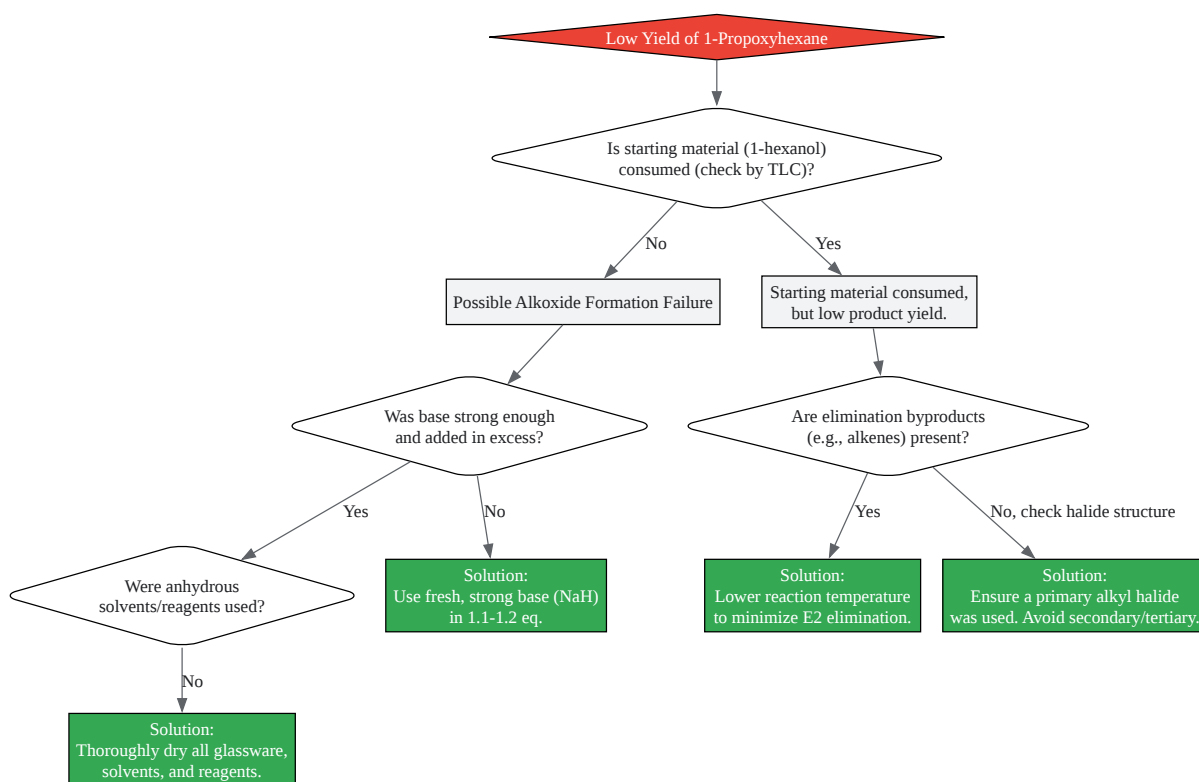 Low Yield of 1-Propoxyhexane
Is starting material (1-hexanol)
consumed (check by TLC)?
No
Yes
Possible Alkoxide Formation Failure
Starting material consumed,
but low product yield.
Was base strong enough
and added in excess?
Are elimination byproducts
(e.g., alkenes) present?
Yes
No
Yes
No, check halide structure
Were anhydrous
solvents/reagents used?
Solution:
Use fresh, strong base (NaH)
in 1.1-1.2 eq.
Solution:
Lower reaction temperature
to minimize E2 elimination.
Solution:
Ensure a primary alkyl halide
was used. Avoid secondary/tertiary.
No
Solution:
Thoroughly dry all glassware,
solvents, and reagents.